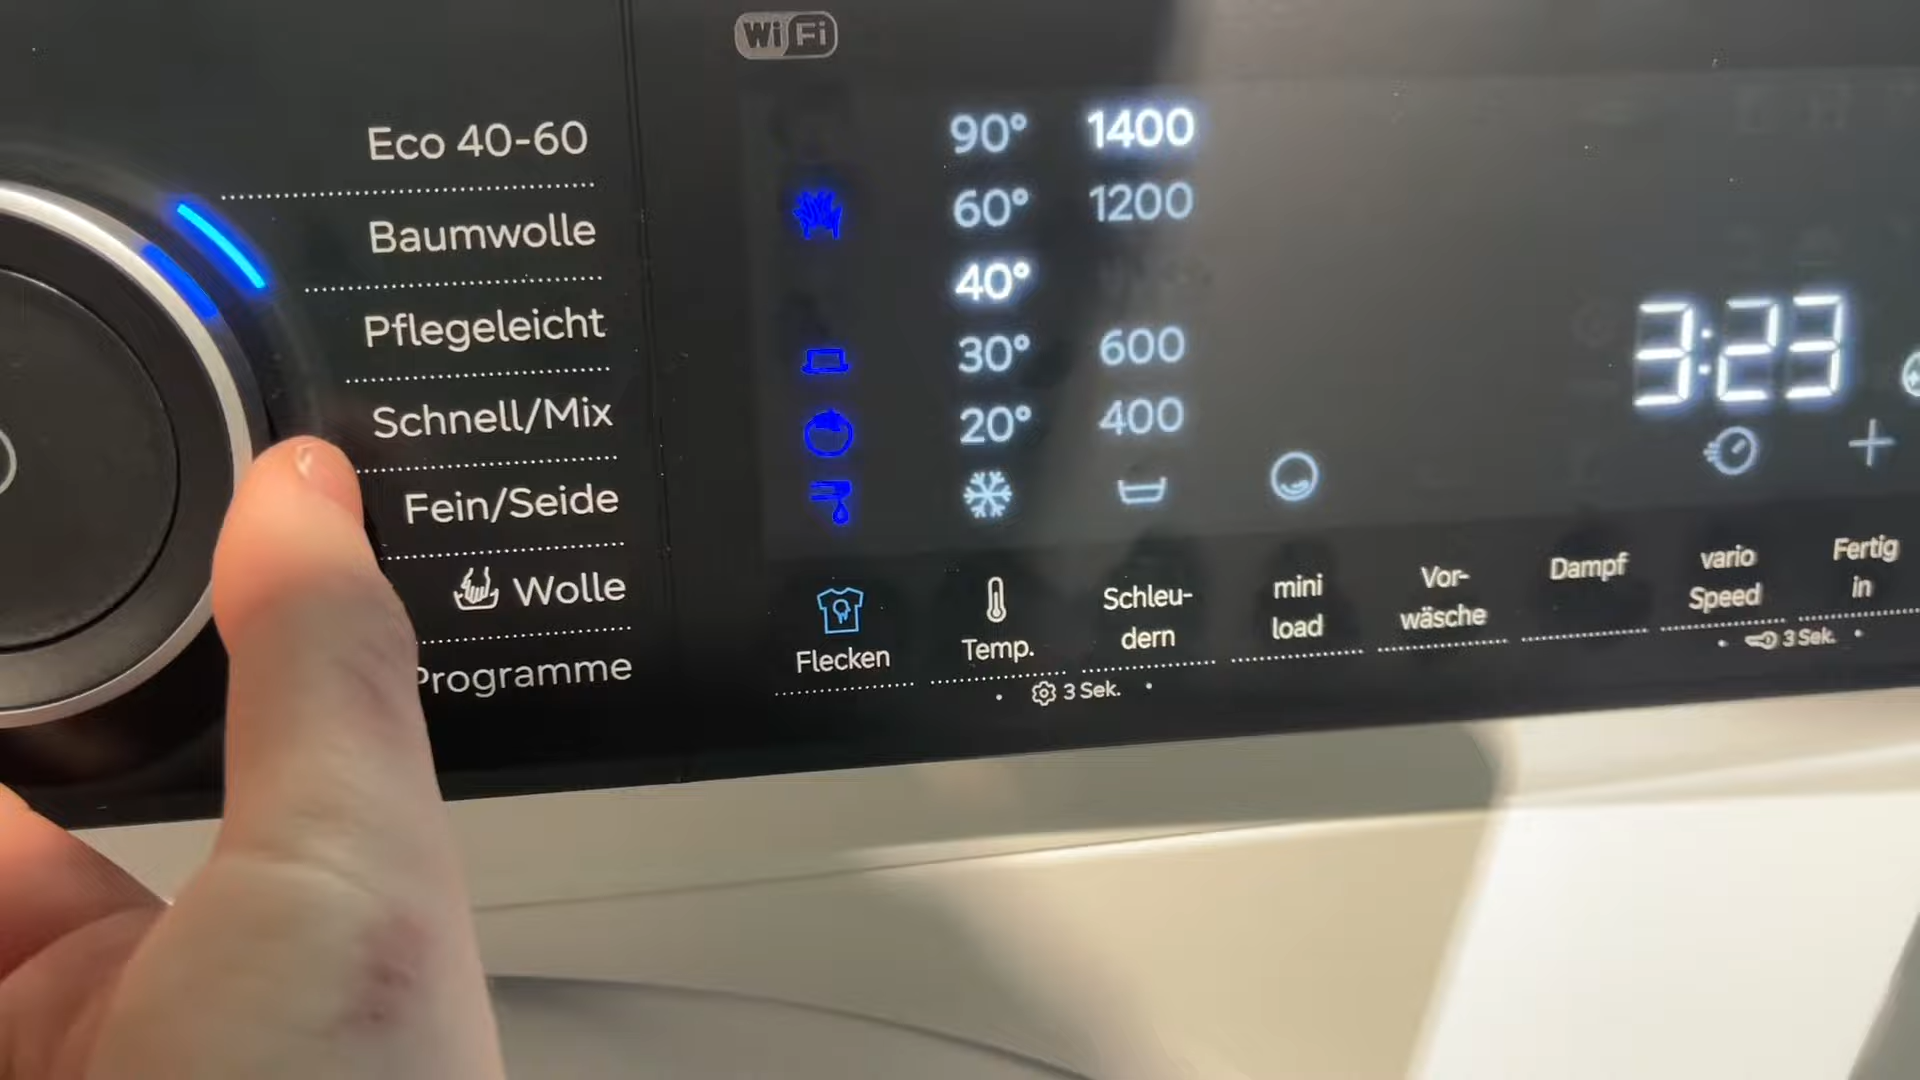 WiFi
Eco 40-60
Baumwolle
Pflegeleicht
Schnell/Mix
Fein/Seide
Wolle
Programme
90° 1400
60° 1200
40°
30° 600
20° 400
3:23
Flecken
Temp.
Schleu-
dern
mini
load
Vor-
wäsche
Dampf
vario
Speed
Fertig
in
3 Sek.
3 Sek.